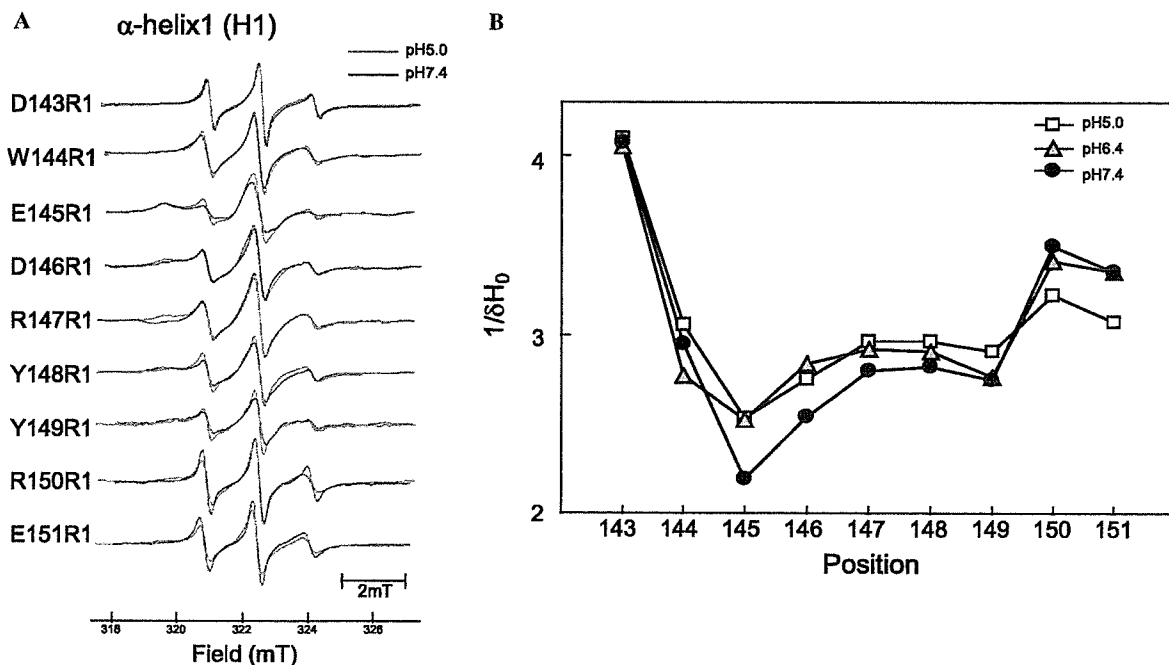 A
α-helix1 (H1)
pH5.0
pH7.4
D143R1
W144R1
E145R1
D146R1
R147R1
Y148R1
Y149R1
R150R1
E151R1
2mT
318 320 322 324 326
Field (mT)
B
pH5.0
pH6.4
pH7.4
4
3
2
1/δH₀
143 144 145 146 147 148 149 150 151
Position